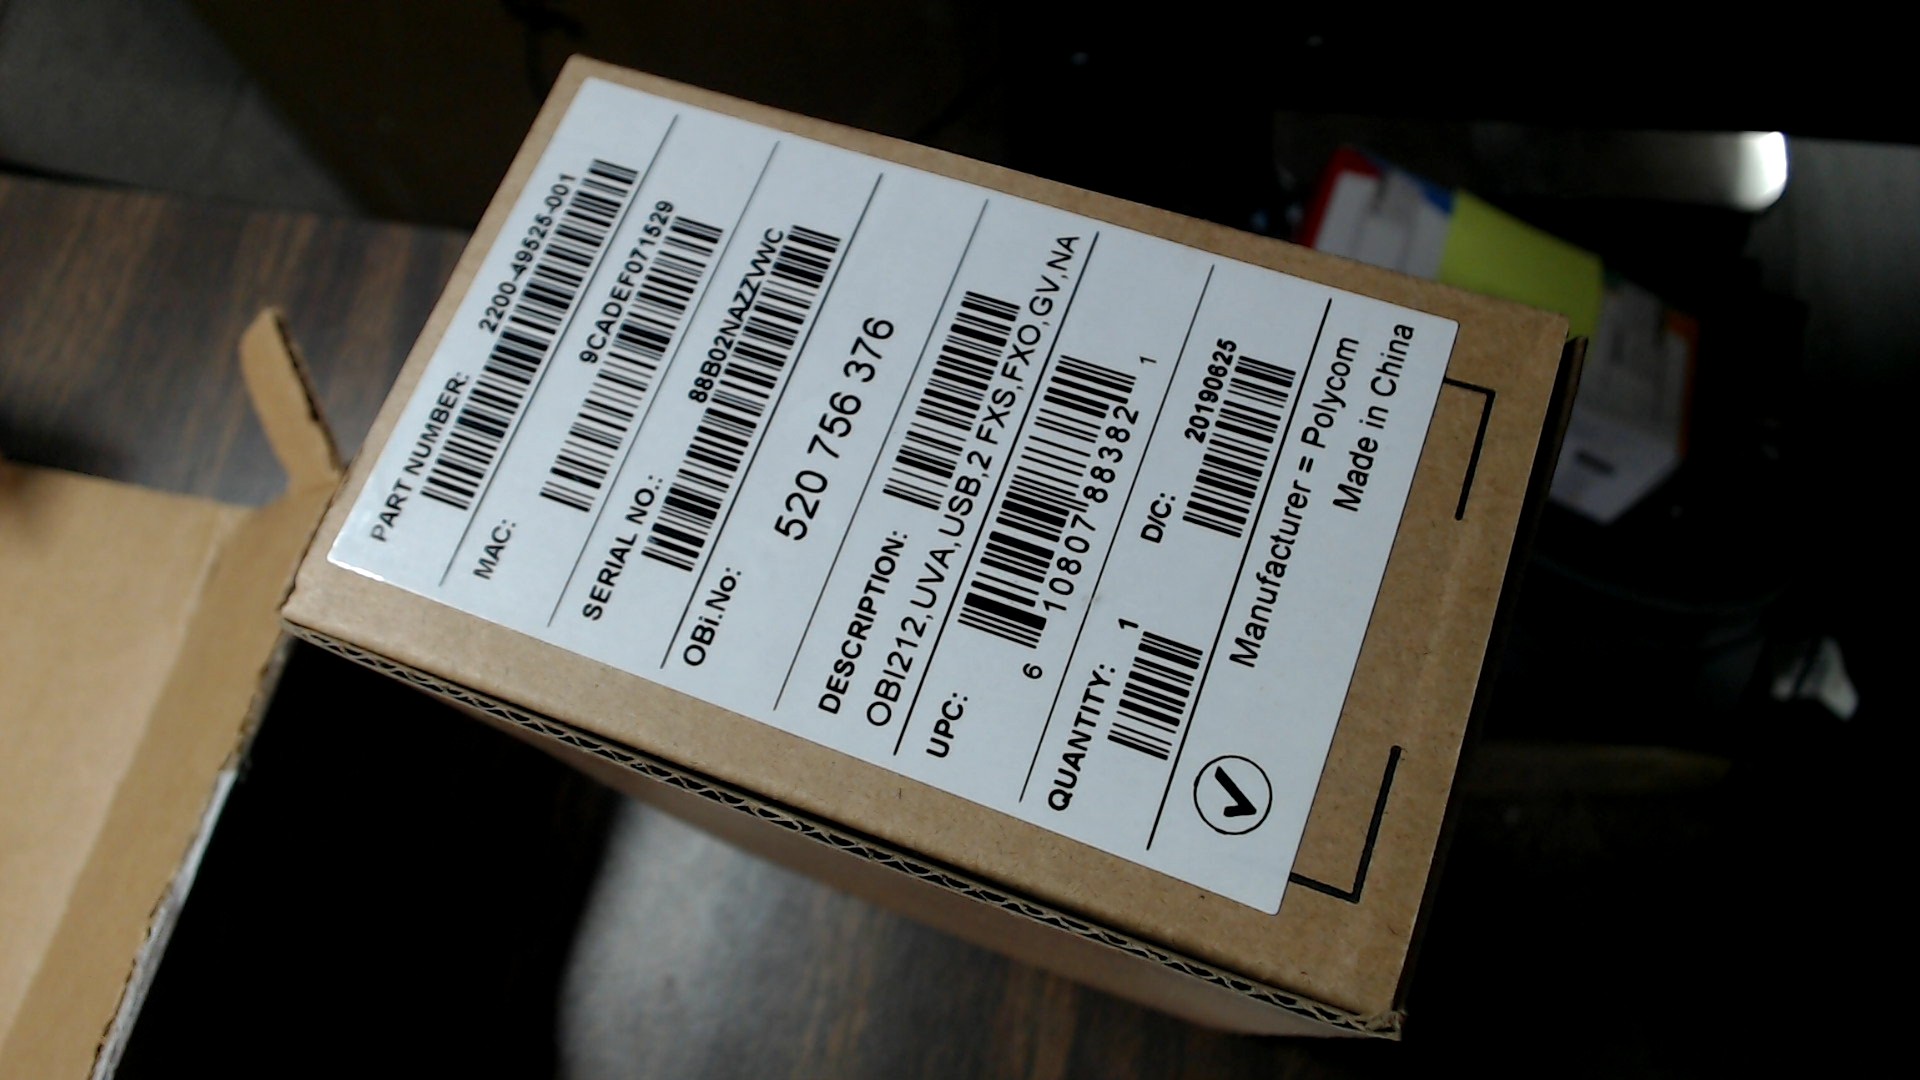 PART NUMBER: 2200-49525-001
MAC: 9CADEF071529
SERIAL NO.: 88B02NAZZVWC
OBi.No:
520 756 376
DESCRIPTION:
OBI212,UVA,USB,2 FXS,FXO,GV,NA
UPC:
6 10807 88382 1
QUANTITY: 1 D/C: 20190625
Manufacturer = Polycom
Made in China